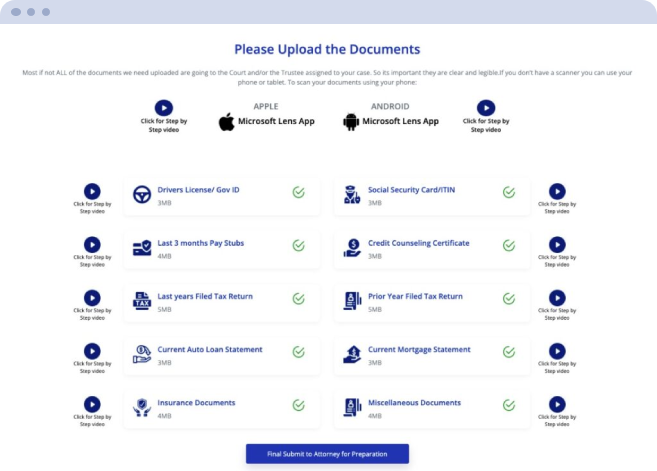 Please Upload the Documents
Most if not ALL of the documents we need uploaded are going to the Court and/or the Trustee assigned to your case. So its important they are clear and legible.If you don't have a scanner you can use your
phone or tablet. To scan your documents using your phone:
Click for Step by
Step video
APPLE
Microsoft Lens App
ANDROID
Microsoft Lens App
Click for Step by
Step video
Click for Step by
Step video
Drivers License/ Gov ID
3MB
Social Security Card/ITIN
3MB
Click for Step by
Step video
Click for Step by
Step video
Last 3 months Pay Stubs
4MB
Credit Counseling Certificate
3MB
Click for Step by
Step video
Click for Step by
Step video
TAX
Last years Filed Tax Return
5MB
Prior Year Filed Tax Return
5MB
Click for Step by
Step video
Click for Step by
Step video
Current Auto Loan Statement
3MB
Current Mortgage Statement
3MB
Click for Step by
Step video
Click for Step by
Step video
Insurance Documents
4MB
Miscellaneous Documents
4MB
Click for Step by
Step video
Final Submit to Attorney for Preparation